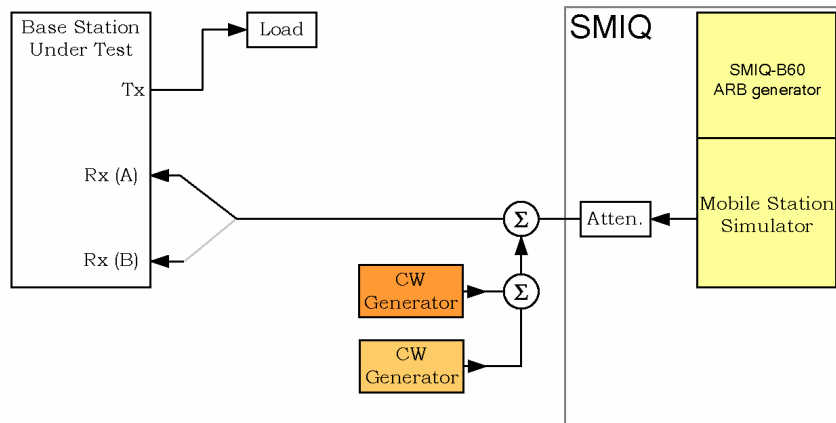 Base Station
Under Test
Tx
Load
SMIQ
SMIQ-B60
ARB generator
Rx (A)
Rx (B)
Σ
Atten.
Mobile Station
Simulator
CW
Generator
Σ
CW
Generator